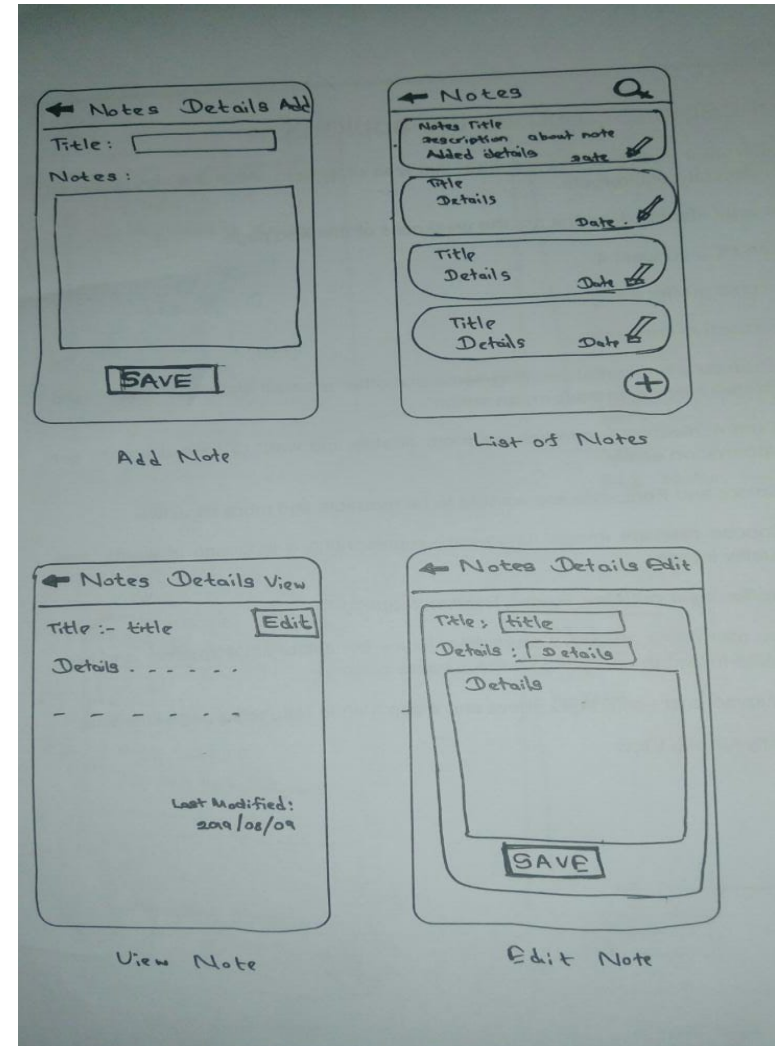 Notes Details Add
Title:
Notes:
SAVE
Add Note
Notes
Notes Title
Description about note
Added details Date
Title
Details
Date.
Title
Details
Date
Title
Details
Date
List of Notes
Notes Details View
Title :- title
Edit
Details . . . . . .
- - - - - -
Last Modified:
2019/08/09
View Note
Notes Details Edit
Title: title
Details: Details
Details
SAVE
Edit Note